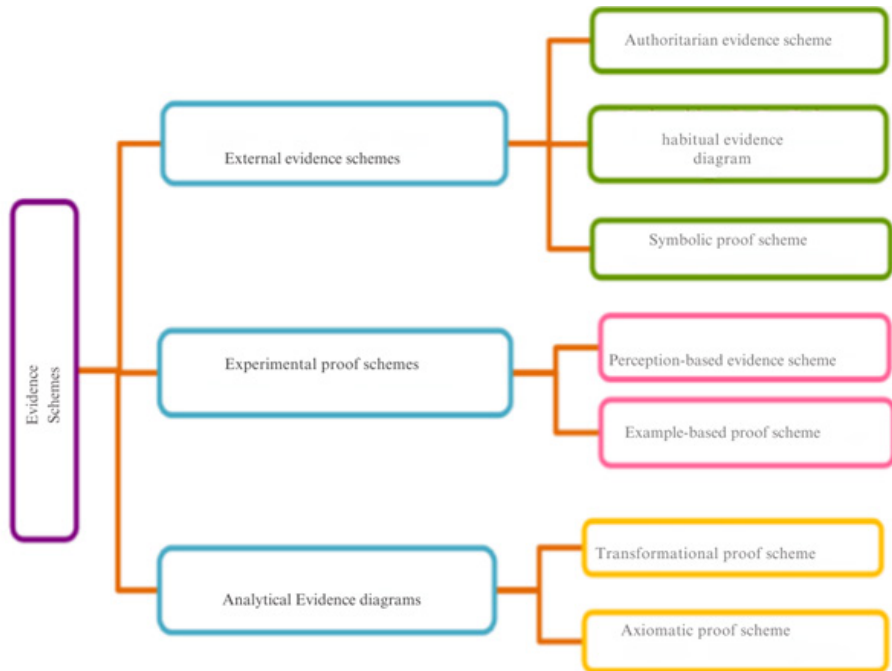 Authoritarian evidence scheme
habitual evidence
diagram
External evidence schemes
Symbolic proof scheme
Evidence
Schemes
Experimental proof schemes
Perception-based evidence scheme
Example-based proof scheme
Transformational proof scheme
Analytical Evidence diagrams
Axiomatic proof scheme